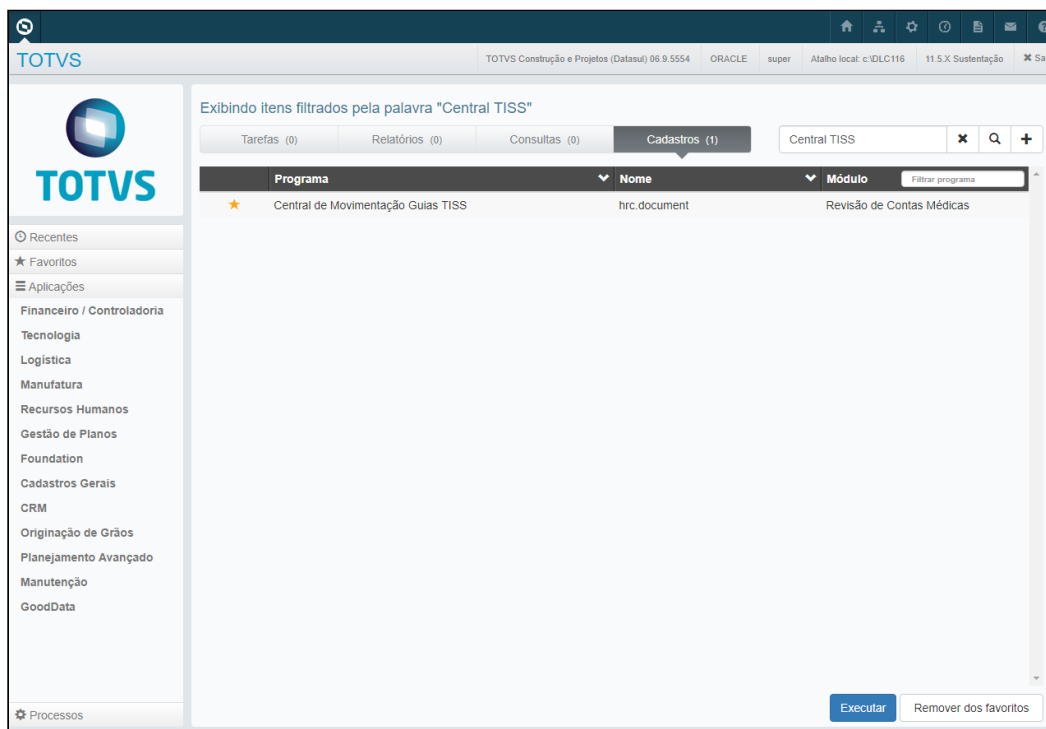 TOTVS
TOTVS Construção e Projetos (Datasul) 06.9.5554 ORACLE super Atalho local: c:\DLC116 11.5.X Sustentação Sa
TOTVS
Exibindo itens filtrados pela palavra "Central TISS"
Tarefas (0) Relatórios (0) Consultas (0) Cadastros (1) Central TISS
Programa Nome Módulo Filtrar programa
Central de Movimentação Guias TISS hrc.document Revisão de Contas Médicas
Recentes
Favoritos
Aplicações
Financeiro / Controladoria
Tecnologia
Logística
Manufatura
Recursos Humanos
Gestão de Planos
Foundation
Cadastros Gerais
CRM
Originação de Grãos
Planejamento Avançado
Manutenção
GoodData
Processos
Executar Remover dos favoritos